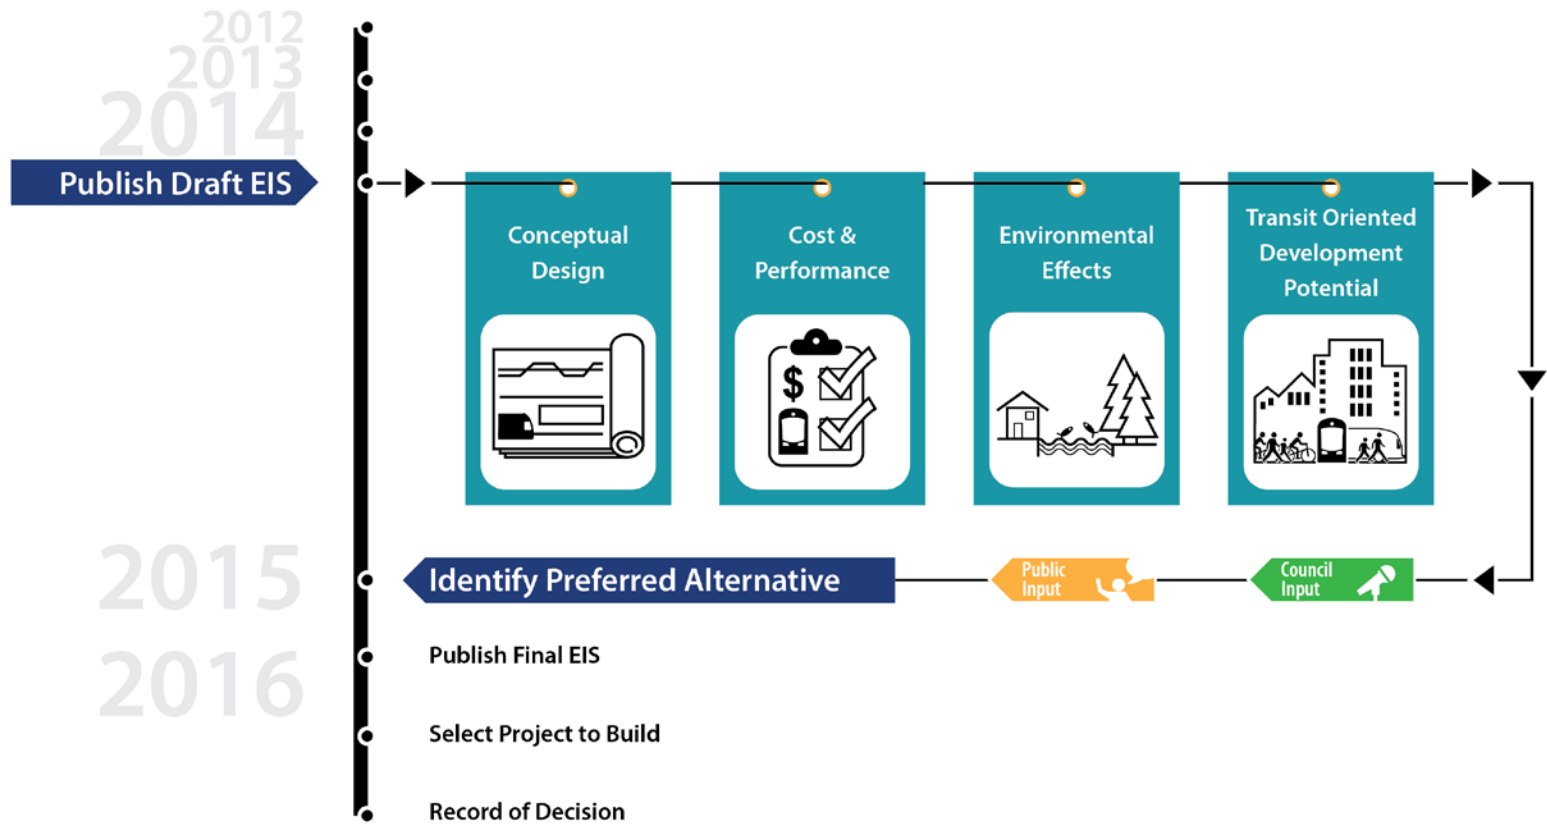 2012
2013
2014
Publish Draft EIS
Conceptual
Design
Cost &
Performance
$
Environmental
Effects
Transit Oriented
Development
Potential
2015
Identify Preferred Alternative
Public
Input
Council
Input
2016
Publish Final EIS
Select Project to Build
Record of Decision